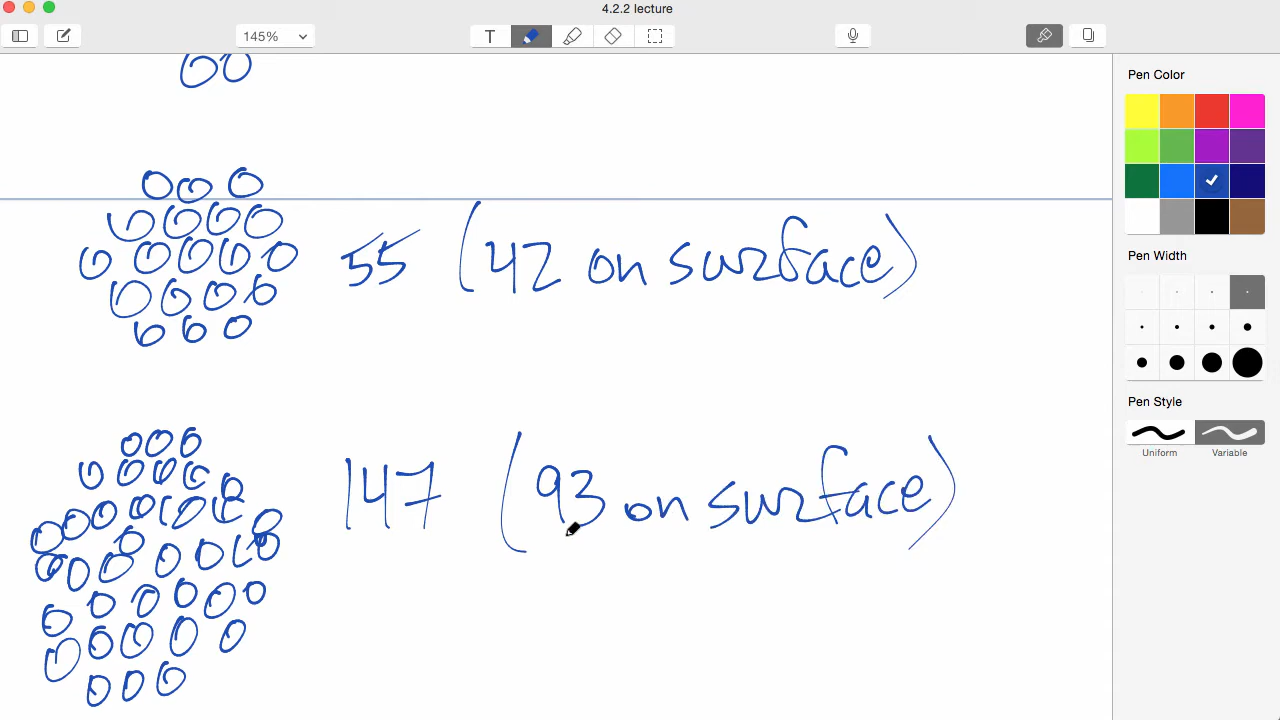 4.2.2 lecture
145%
T
Pen Color
55 (42 on surface)
Pen Width
Pen Style
Uniform
Variable
147 (93 on surface)